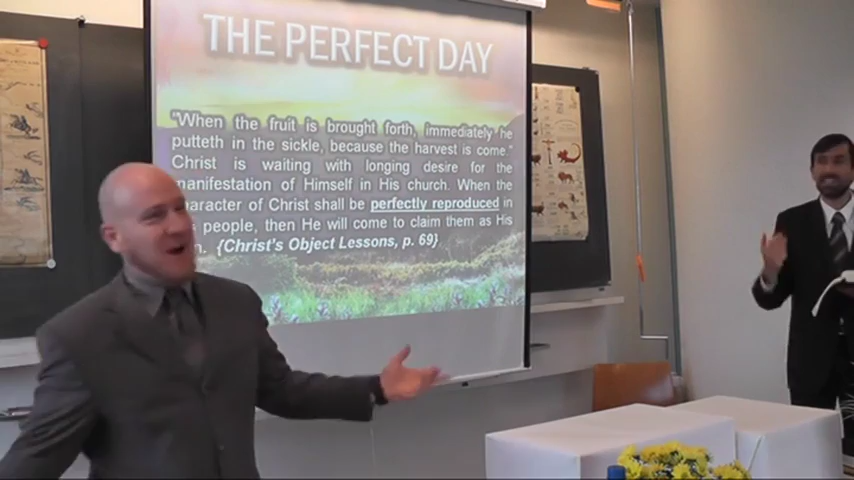 THE PERFECT DAY
"When the fruit is brought forth, immediately he
putteth in the sickle, because the harvest is come."
Christ is waiting with longing desire for the
manifestation of Himself in His church. When the
character of Christ shall be perfectly reproduced in
people, then He will come to claim them as His
{Christ's Object Lessons, p. 69}